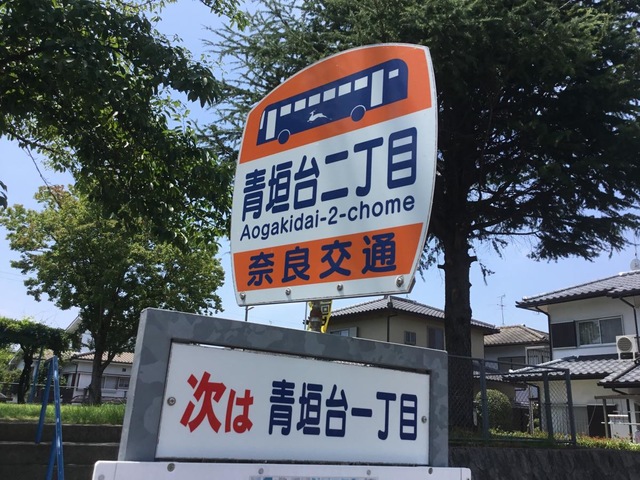 青垣台二丁目
Aogakidai-2-chome
奈良交通
次は 青垣台一丁目